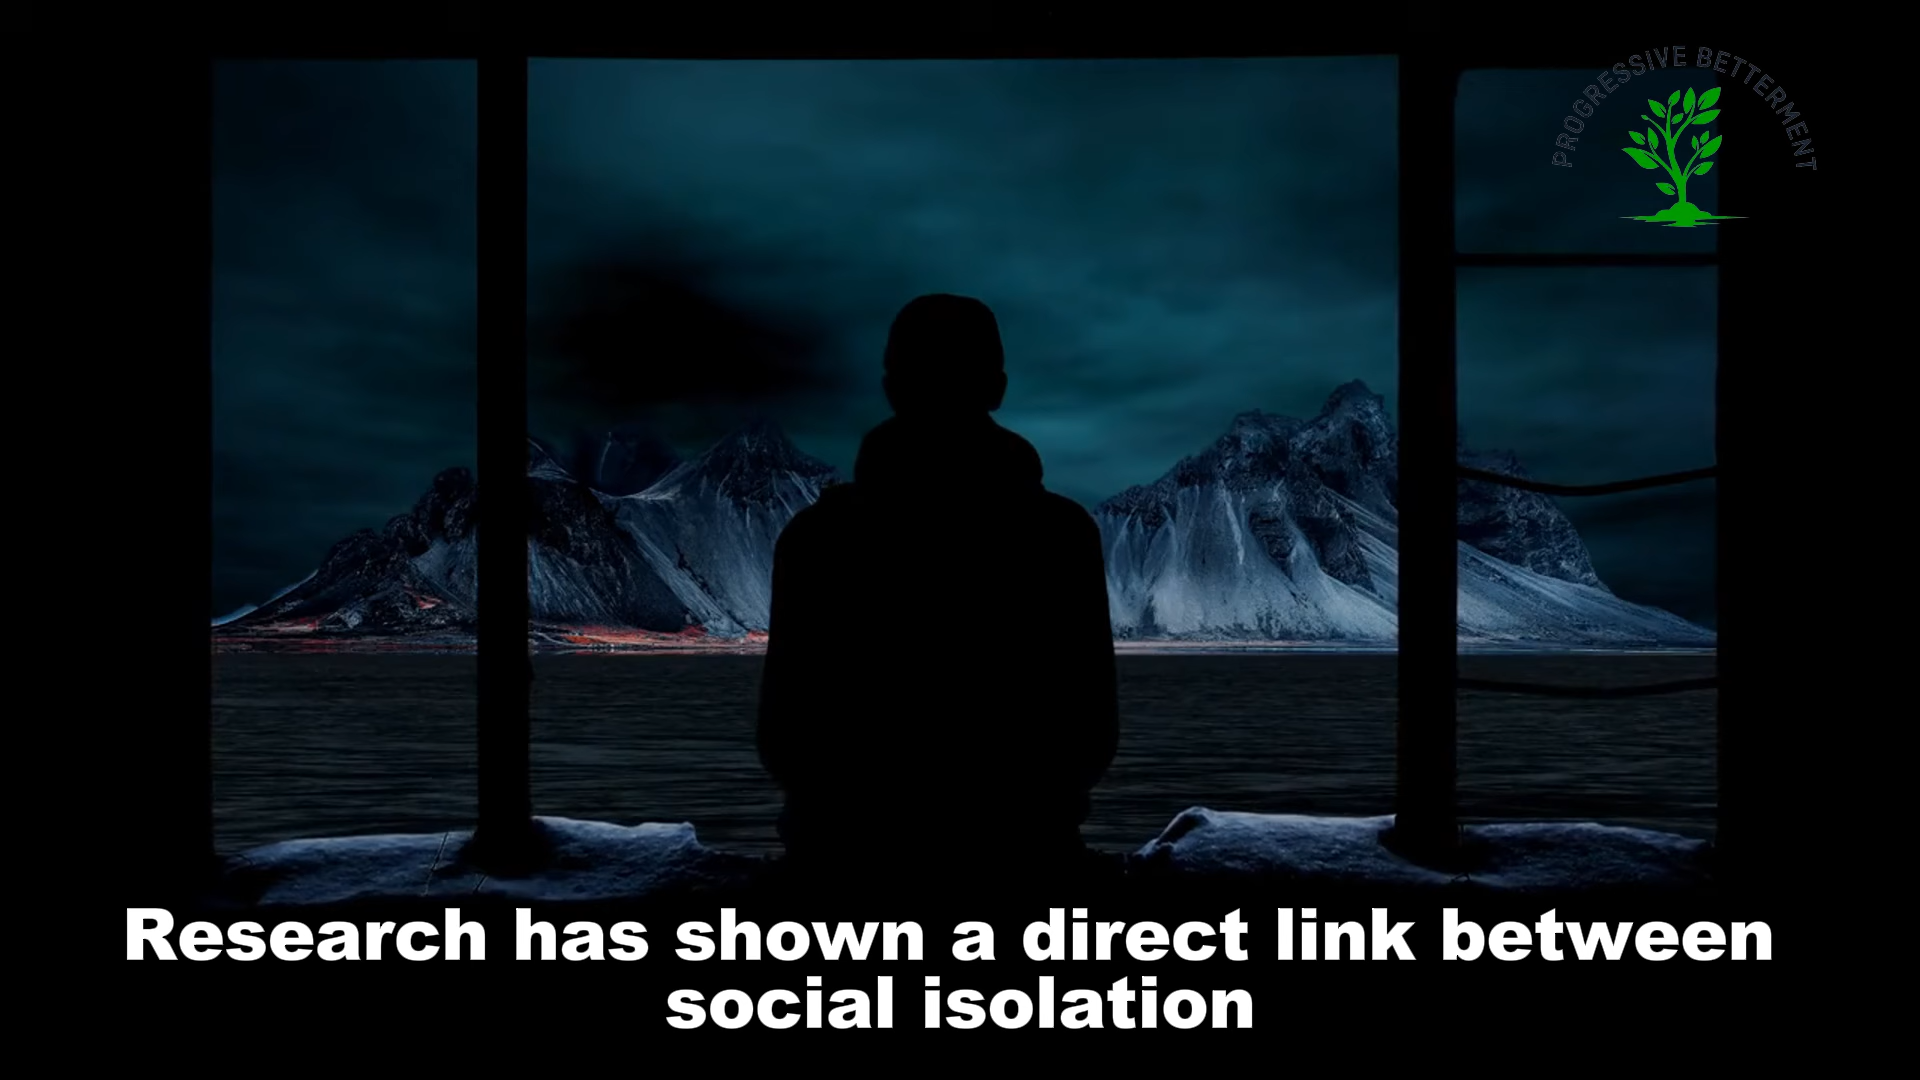 PROGRESSIVE BETTERMENT
Research has shown a direct link between
social isolation